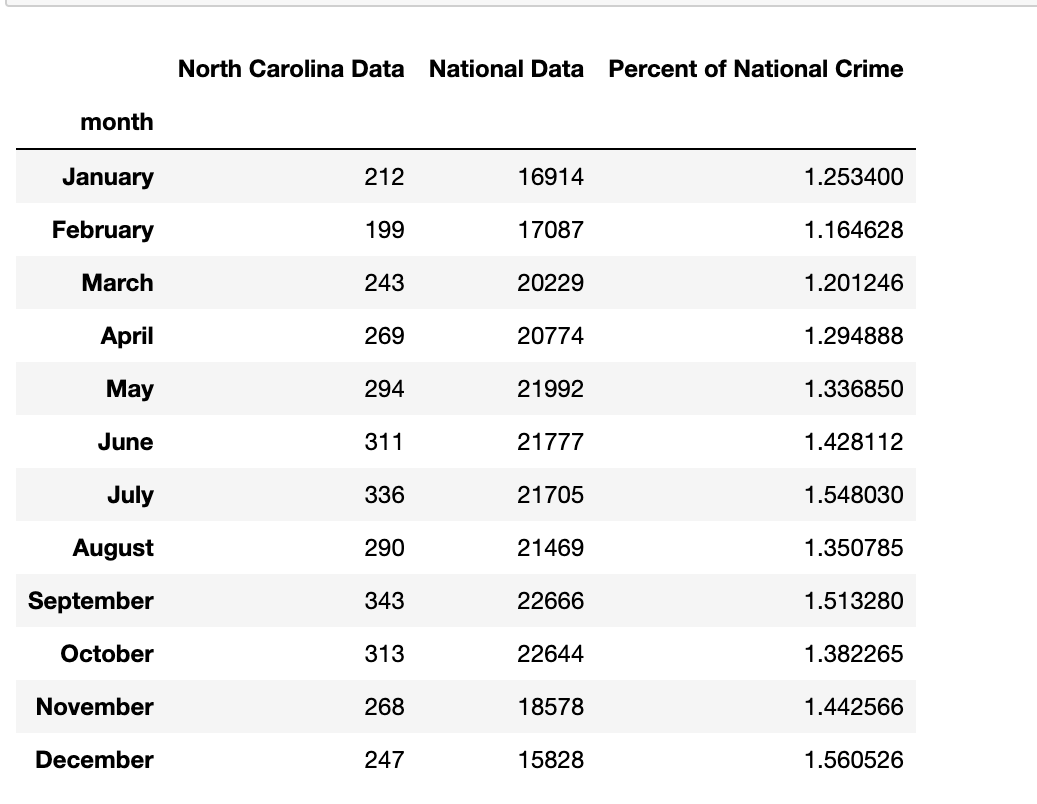 North Carolina Data National Data Percent of National Crime
month
January 212 16914 1.253400
February 199 17087 1.164628
March 243 20229 1.201246
April 269 20774 1.294888
May 294 21992 1.336850
June 311 21777 1.428112
July 336 21705 1.548030
August 290 21469 1.350785
September 343 22666 1.513280
October 313 22644 1.382265
November 268 18578 1.442566
December 247 15828 1.560526